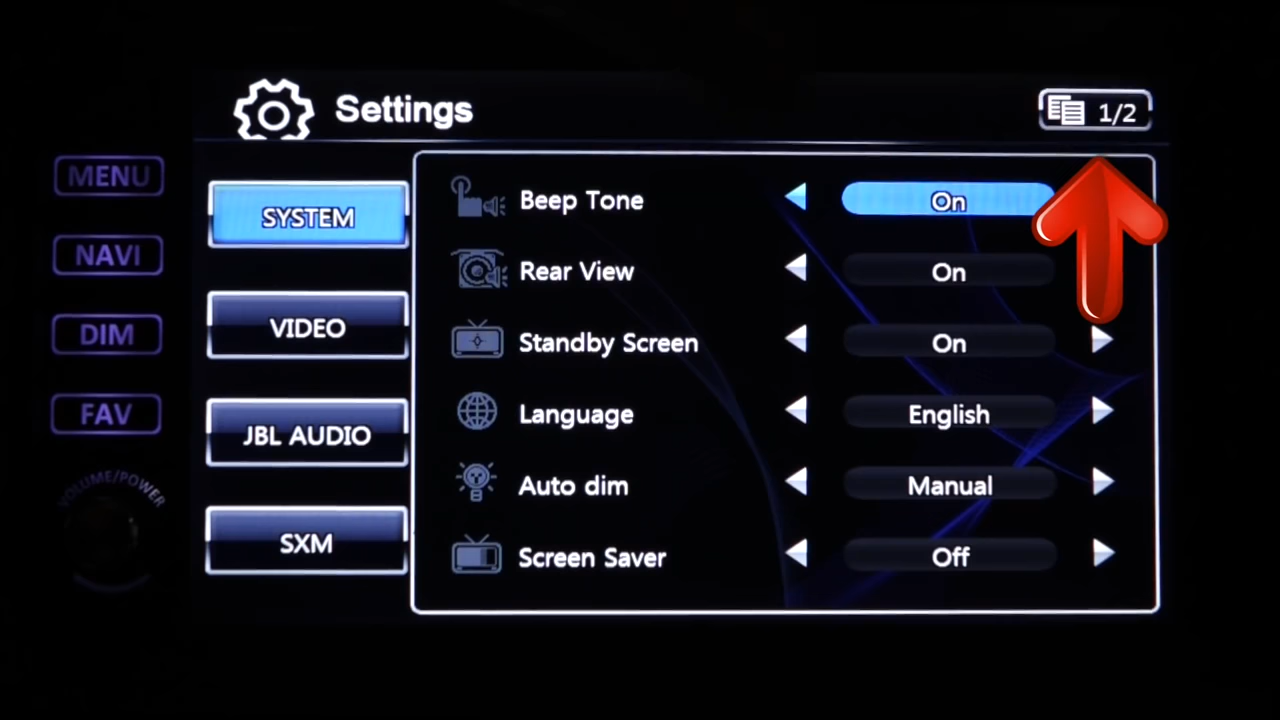 Settings
1/2
MENU
NAVI
DIM
FAV
VOLUME/POWER
SYSTEM
VIDEO
JBL AUDIO
SXM
Beep Tone On
Rear View On
Standby Screen On
Language English
Auto dim Manual
Screen Saver Off